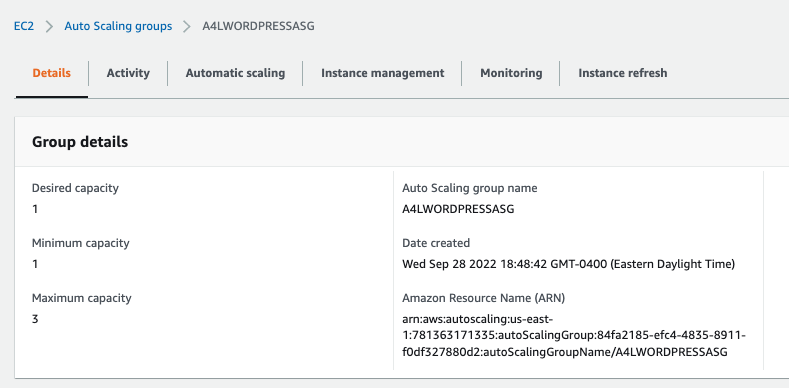 EC2 > Auto Scaling groups > A4LWORDPRESSASG
Details Activity Automatic scaling Instance management Monitoring Instance refresh
Group details
Desired capacity
1
Minimum capacity
1
Maximum capacity
3
Auto Scaling group name
A4LWORDPRESSASG
Date created
Wed Sep 28 2022 18:48:42 GMT-0400 (Eastern Daylight Time)
Amazon Resource Name (ARN)
arn:aws:autoscaling:us-east-
1:781363171335:autoScalingGroup:84fa2185-efc4-4835-8911-
f0df327880d2:autoScalingGroupName/A4LWORDPRESSASG